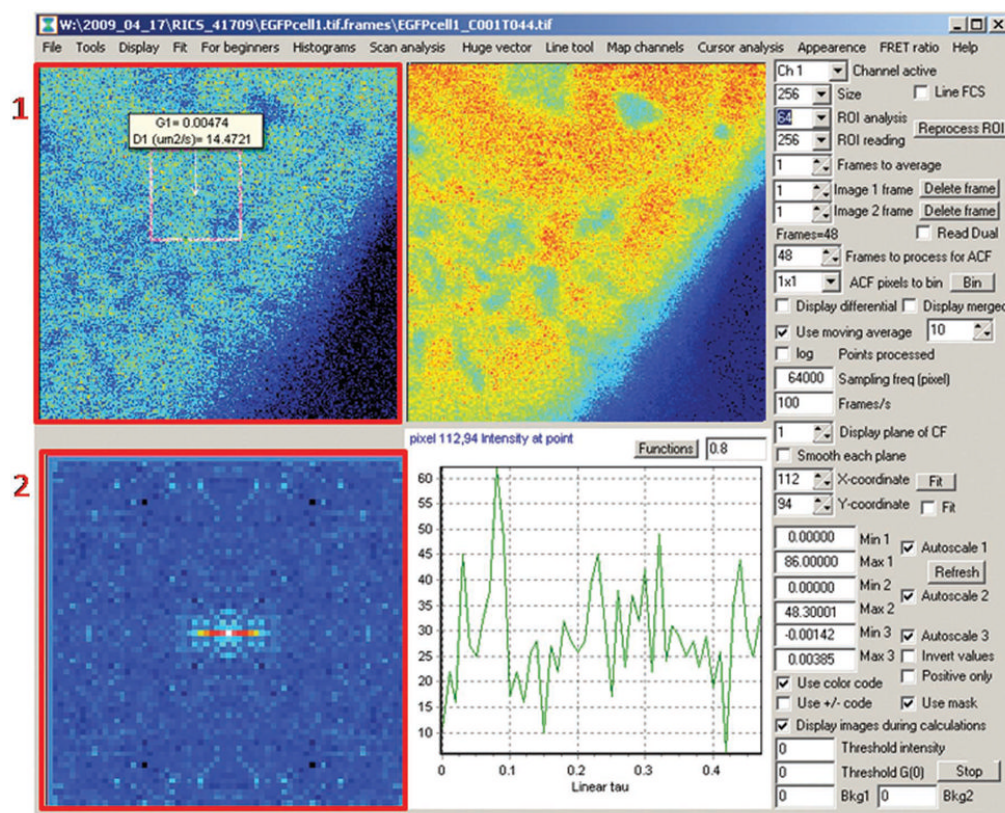 W:\2009_04_17\RICS_41709\EGFPcell1.tif.frames\EGFPcell1_C001T044.tif
File Tools Display Fit For beginners Histograms Scan analysis Huge vector Line tool Map channels Cursor analysis Appearence FRET ratio Help
1
G1= 0.00474
D1 (um2/s)= 14.4721
Ch 1 Channel active
256 Size Line FCS
64 ROI analysis
Reprocess ROI
256 ROI reading
1 Frames to average
1 Image 1 frame Delete frame
1 Image 2 frame Delete frame
Frames=48 Read Dual
48 Frames to process for ACF
1x1 ACF pixels to bin Bin
Display differential Display merged
Use moving average 10
log Points processed
64000 Sampling freq (pixel)
100 Frames/s
1 Display plane of CF
Smooth each plane
112 X-coordinate Fit
94 Y-coordinate Fit
0.00000 Min 1
Autoscale 1
86.00000 Max 1
Refresh
0.00000 Min 2
Autoscale 2
48.30001 Max 2
-0.00142 Min 3
Autoscale 3
0.00385 Max 3
Invert values
Positive only
Use color code
Use +/- code Use mask
Display images during calculations
0 Threshold intensity
0 Threshold G(0) Stop
0 Bkg1 0 Bkg2
2
pixel 112,94 Intensity at point
Functions 0.8
60
55
50
45
40
35
30
25
20
15
10
0 0.1 0.2 0.3 0.4
Linear tau